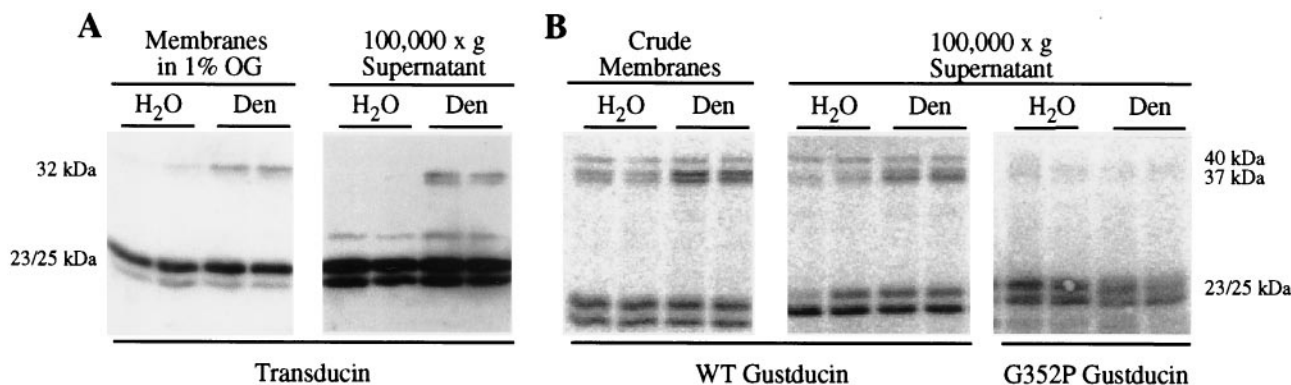 A
Membranes
in 1% OG
100,000 x g
Supernatant
H2O
Den
H2O
Den
32 kDa
23/25 kDa
Transducin
B
Crude
Membranes
100,000 x g
Supernatant
H2O
Den
H2O
Den
H2O
Den
40 kDa
37 kDa
23/25 kDa
WT Gustducin
G352P Gustducin